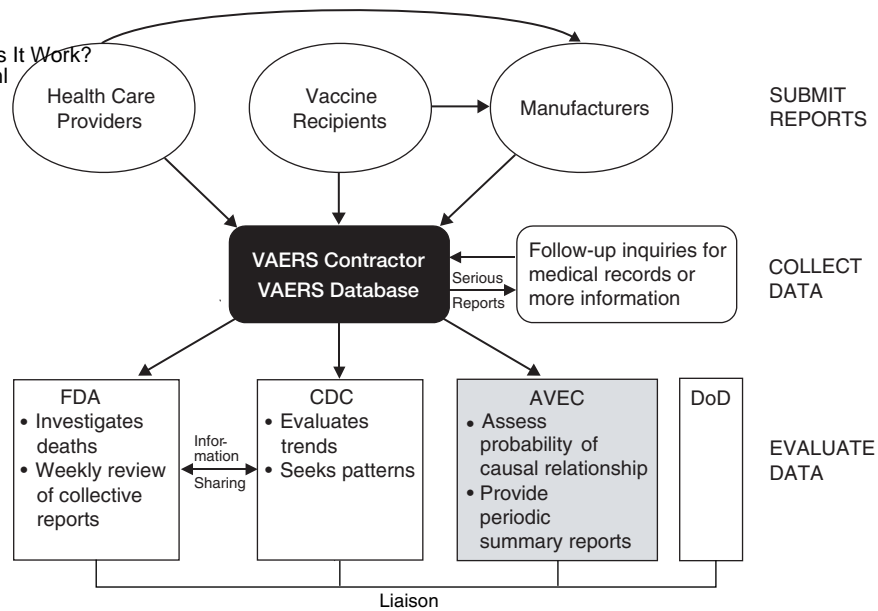 s It Work?
al
Health Care
Providers
Vaccine
Recipients
Manufacturers
SUBMIT
REPORTS
VAERS Contractor
VAERS Database
Serious
Reports
Follow-up inquiries for
medical records or
more information
COLLECT
DATA
FDA
• Investigates
deaths
• Weekly review
of collective
reports
Infor-
mation
Sharing
CDC
• Evaluates
trends
• Seeks patterns
AVEC
• Assess
probability of
causal relationship
• Provide
periodic
summary reports
DoD
EVALUATE
DATA
Liaison